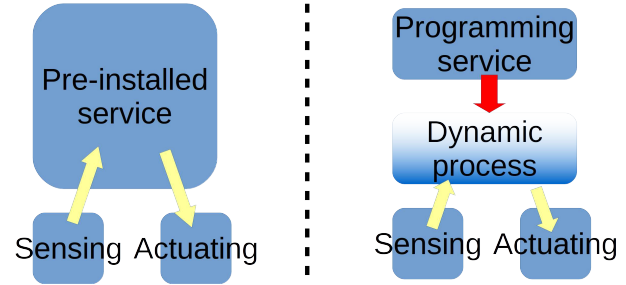 Pre-installed
service
Sensing
Actuating
Programming
service
Dynamic
process
Sensing
Actuating